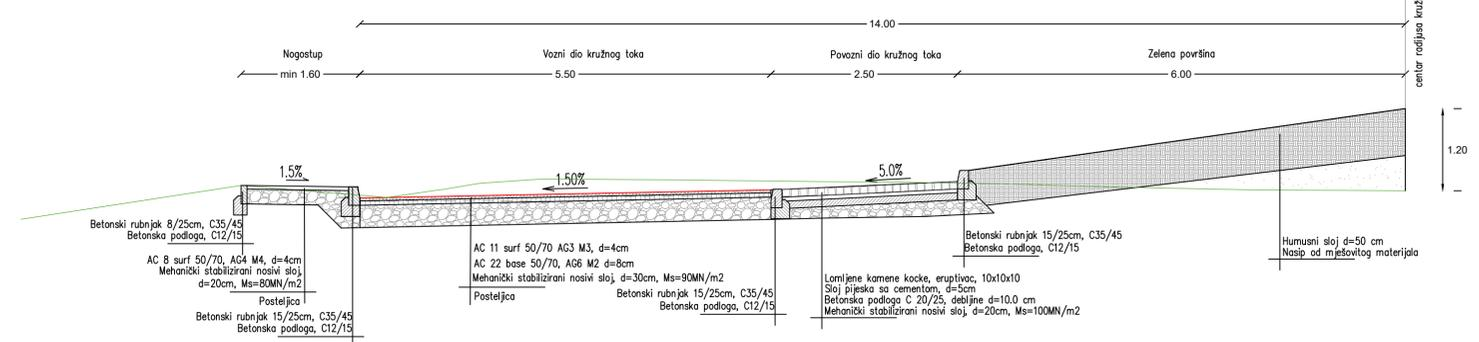 14.00
Nogostup
Vozni dio kružnog toka
Povozni dio kružnog toka
Zelena površina
min 1.60
5.50
2.50
6.00
centar radijusa
1.20
1.5%
1.50%
5.0%
Betonski rubnjak 8/25cm, C35/45
Betonska podloga, C12/15
AC 8 surf 50/70, AG4 M4, d=4cm
Mehanički stabilizirani nosivi sloj,
d=20cm, Ms=80MN/m2
Posteljica
Betonski rubnjak 15/25cm, C35/45
Betonska podloga, C12/15
AC 11 surf 50/70 AG3 M3, d=4cm
AC 22 base 50/70, AG6 M2 d=8cm
Mehanički stabilizirani nosivi sloj, d=30cm, Ms=90MN/m2
Posteljica
Betonski rubnjak 15/25cm, C35/45
Betonska podloga, C12/15
Lomljene kamene kocke, eruptivac, 10x10x10
Sloj pijeska sa cementom, d=5cm
Betonska podloga C 20/25, debljine d=10.0 cm
Mehanički stabilizirani nosivi sloj, d=20cm, Ms=100MN/m2
Betonski rubnjak 15/25cm, C35/45
Betonska podloga, C12/15
Humusni sloj d=50 cm
Nasip od mješovitog materijala